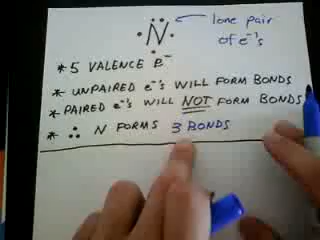 N
lone pair
of e⁻'s
* 5 VALENCE e⁻
* UNPAIRED e⁻'s WILL FORM BONDS
* PAIRED e⁻'s WILL NOT FORM BONDS
* ∴ N FORMS 3 BONDS